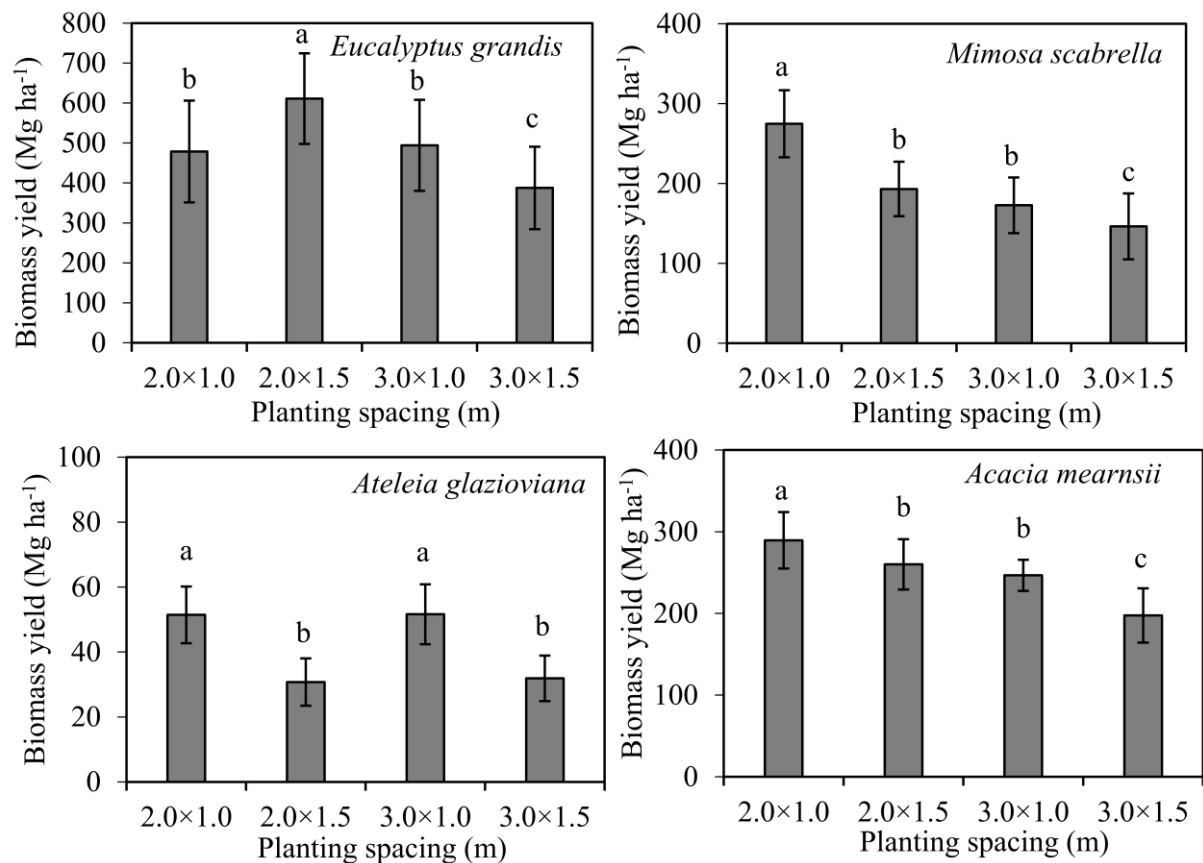 Biomass yield (Mg ha⁻¹)
800
700
600
500
400
300
200
100
0
Eucalyptus grandis
b
a
b
c
2.0×1.0 2.0×1.5 3.0×1.0 3.0×1.5
Planting spacing (m)
Biomass yield (Mg ha⁻¹)
400
300
200
100
0
Mimosa scabrella
a
b
b
c
2.0×1.0 2.0×1.5 3.0×1.0 3.0×1.5
Planting spacing (m)
Biomass yield (Mg ha⁻¹)
100
80
60
40
20
0
Ateleia glazioviana
a
b
a
b
2.0×1.0 2.0×1.5 3.0×1.0 3.0×1.5
Planting spacing (m)
Biomass yield (Mg ha⁻¹)
400
300
200
100
0
Acacia mearnsii
a
b
b
c
2.0×1.0 2.0×1.5 3.0×1.0 3.0×1.5
Planting spacing (m)